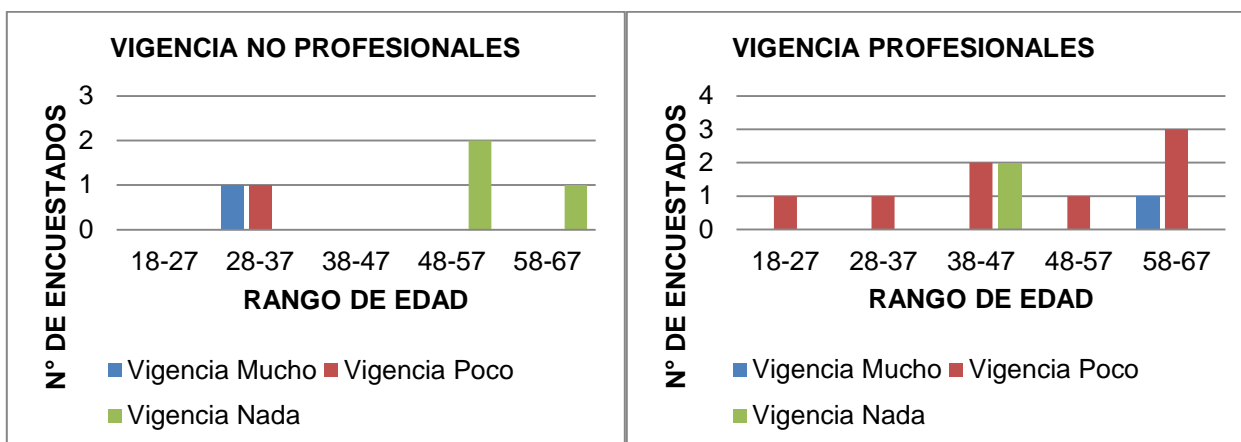 VIGENCIA NO PROFESIONALES
N° DE ENCUESTADOS
3
2
1
0
18-27 28-37 38-47 48-57 58-67
RANGO DE EDAD
Vigencia Mucho Vigencia Poco
Vigencia Nada
VIGENCIA PROFESIONALES
N° DE ENCUESTADOS
4
3
2
1
0
18-27 28-37 38-47 48-57 58-67
RANGO DE EDAD
Vigencia Mucho Vigencia Poco
Vigencia Nada